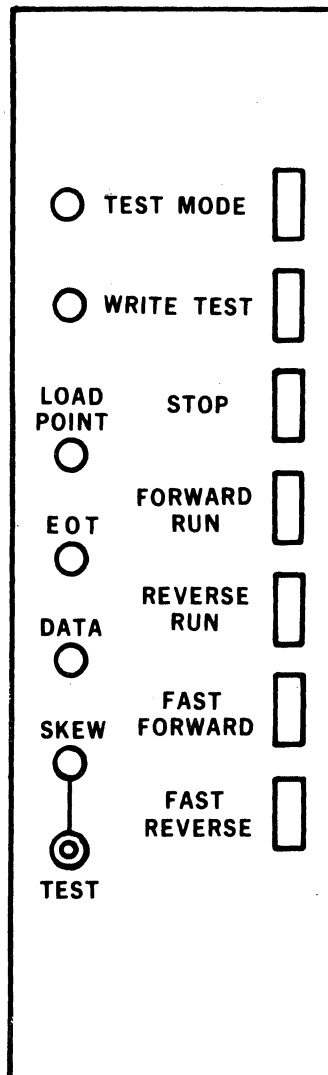 TEST MODE
WRITE TEST
LOAD
POINT
STOP
FORWARD
RUN
EOT
REVERSE
RUN
DATA
FAST
FORWARD
SKEW
FAST
REVERSE
TEST